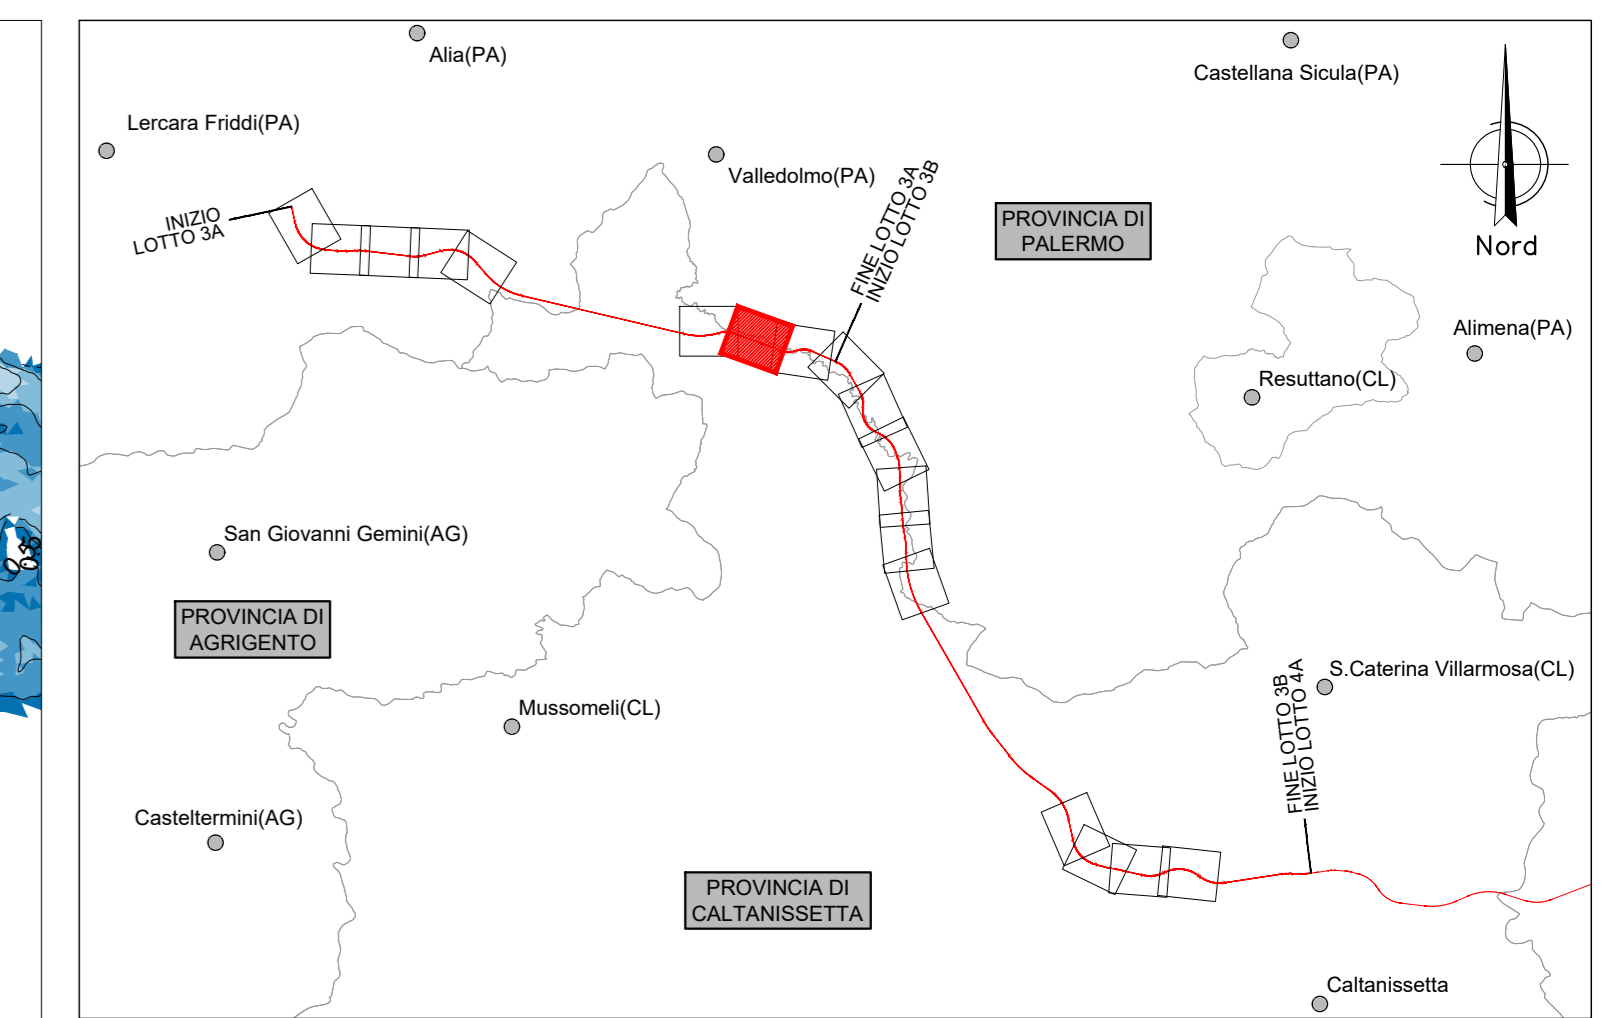 Alia(PA)
Castellana Sicula(PA)
Lercara Friddi(PA)
Valledolmo(PA)
INIZIO
LOTTO 3A
FINE LOTTO 3A
INIZIO LOTTO 3B
PROVINCIA DI
PALERMO
Nord
Alimena(PA)
Resuttano(CL)
San Giovanni Gemini(AG)
0.50
PROVINCIA DI
AGRIGENTO
S.Caterina Villarmosa(CL)
Mussomeli(CL)
FINE LOTTO 3B
INIZIO LOTTO 4A
Casteltermini(AG)
PROVINCIA DI
CALTANISSETTA
Caltanissetta